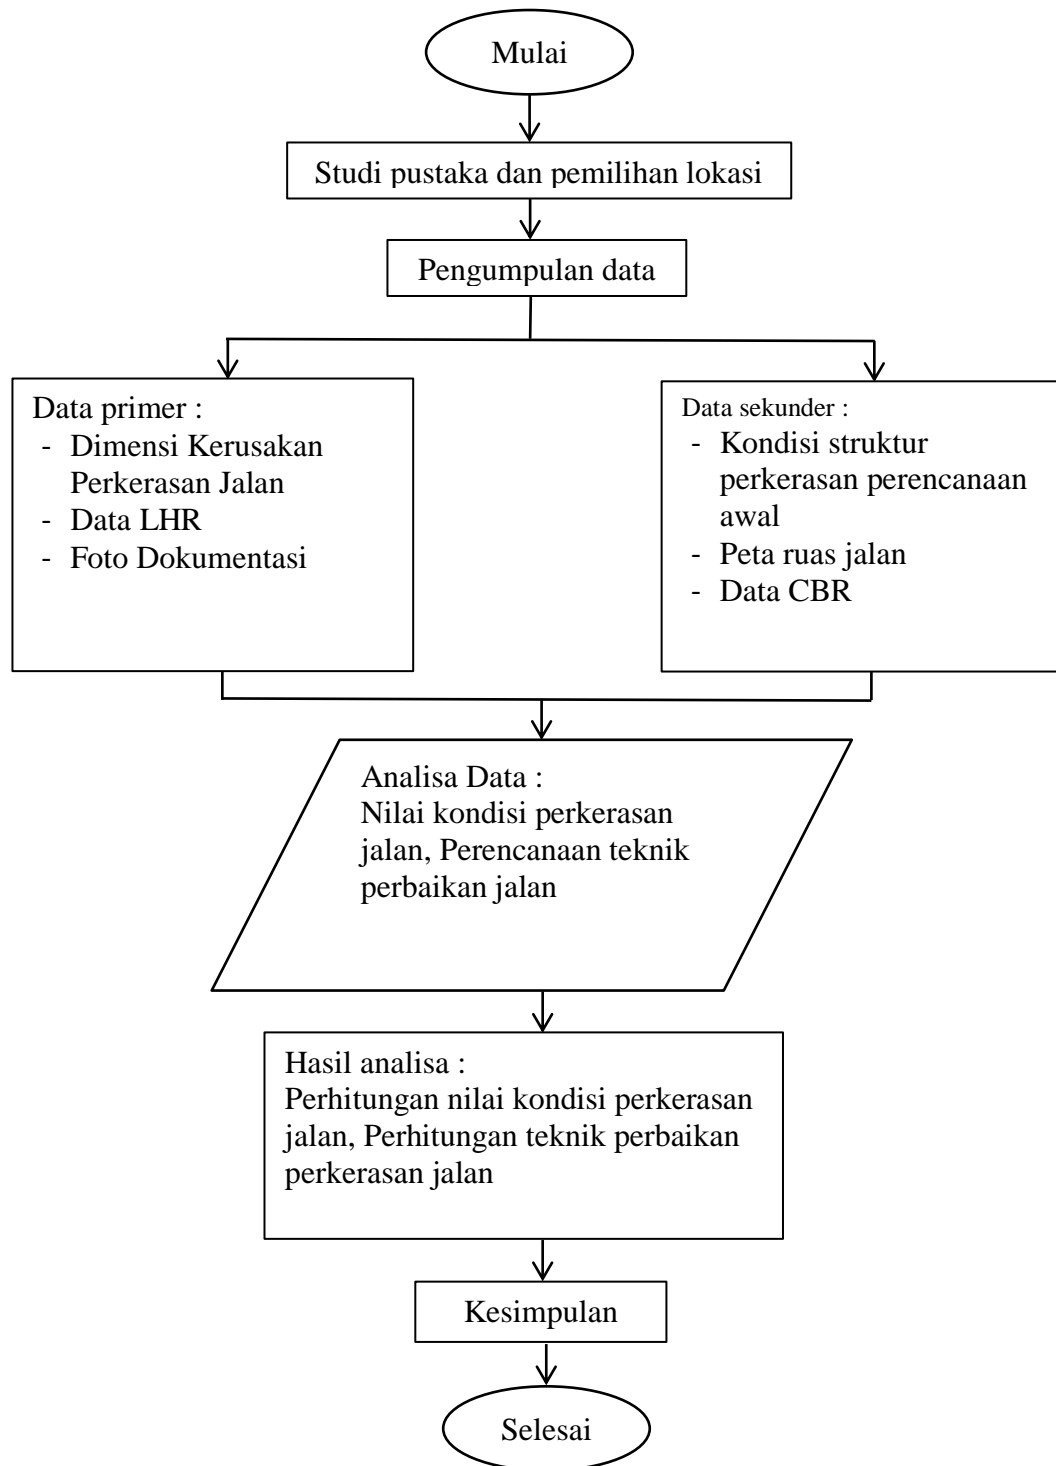 Mulai
Studi pustaka dan pemilihan lokasi
Pengumpulan data
Data primer :
- Dimensi Kerusakan
Perkerasan Jalan
- Data LHR
- Foto Dokumentasi
Data sekunder :
- Kondisi struktur
perkerasan perencanaan
awal
- Peta ruas jalan
- Data CBR
Analisa Data :
Nilai kondisi perkerasan
jalan, Perencanaan teknik
perbaikan jalan
Hasil analisa :
Perhitungan nilai kondisi perkerasan
jalan, Perhitungan teknik perbaikan
perkerasan jalan
Kesimpulan
Selesai